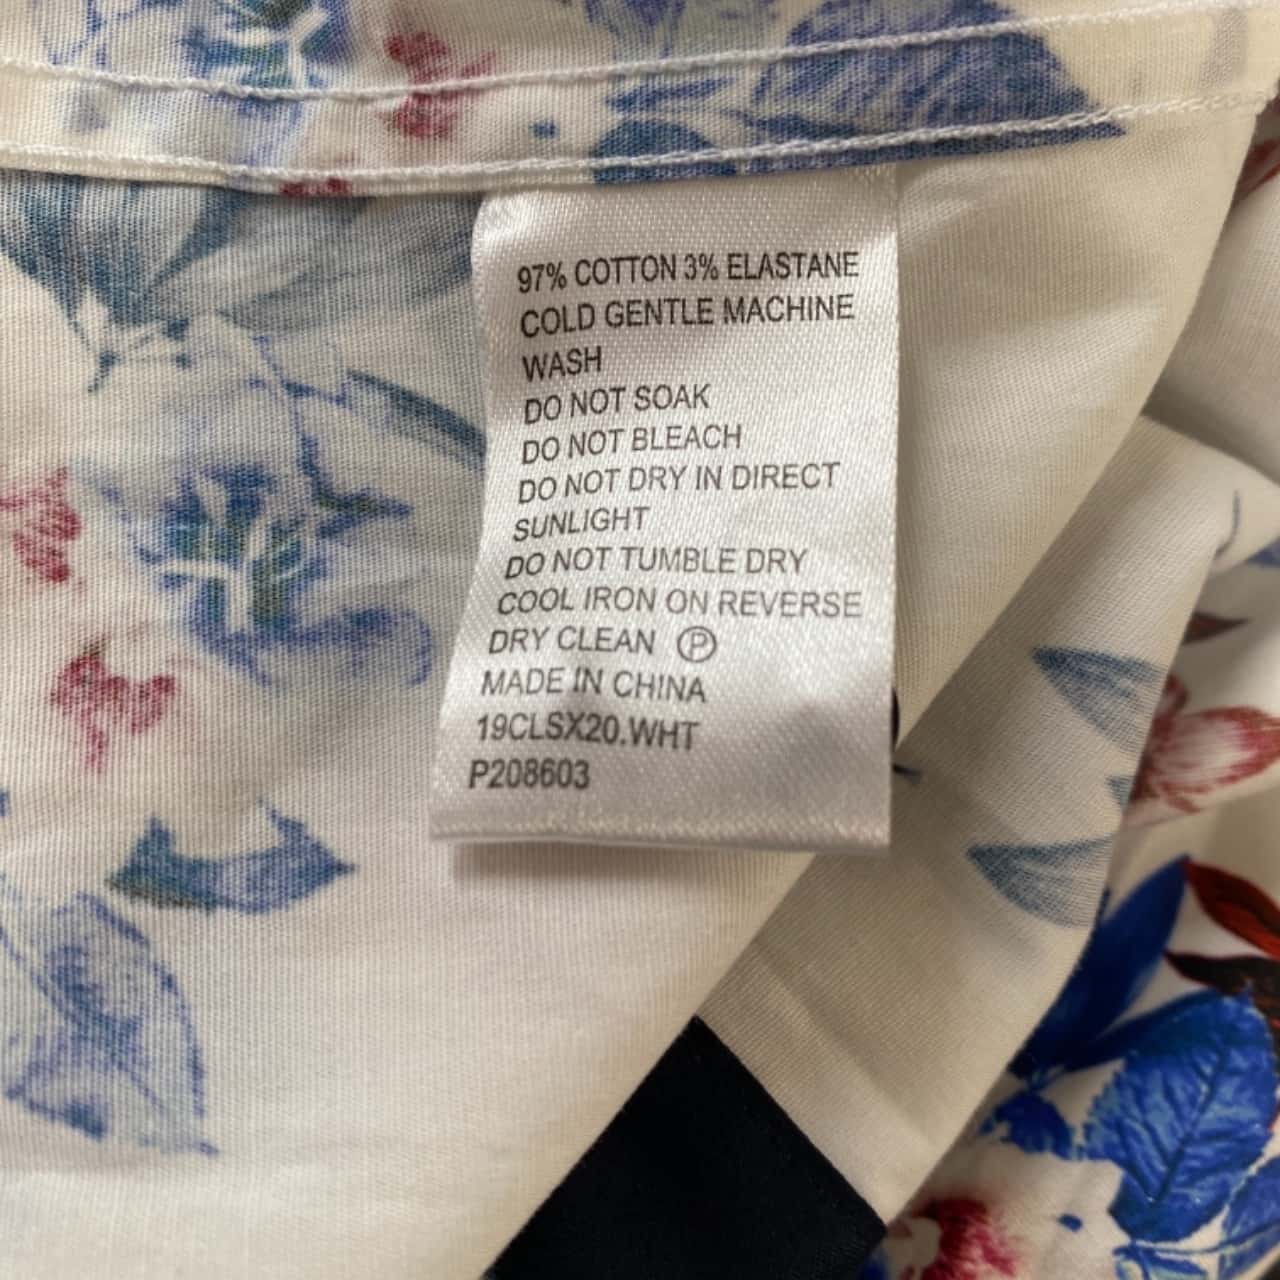 97% COTTON 3% ELASTANE
COLD GENTLE MACHINE
WASH
DO NOT SOAK
DO NOT BLEACH
DO NOT DRY IN DIRECT
SUNLIGHT
DO NOT TUMBLE DRY
COOL IRON ON REVERSE
DRY CLEAN Ⓟ
MADE IN CHINA
19CLSX20.WHT
P208603